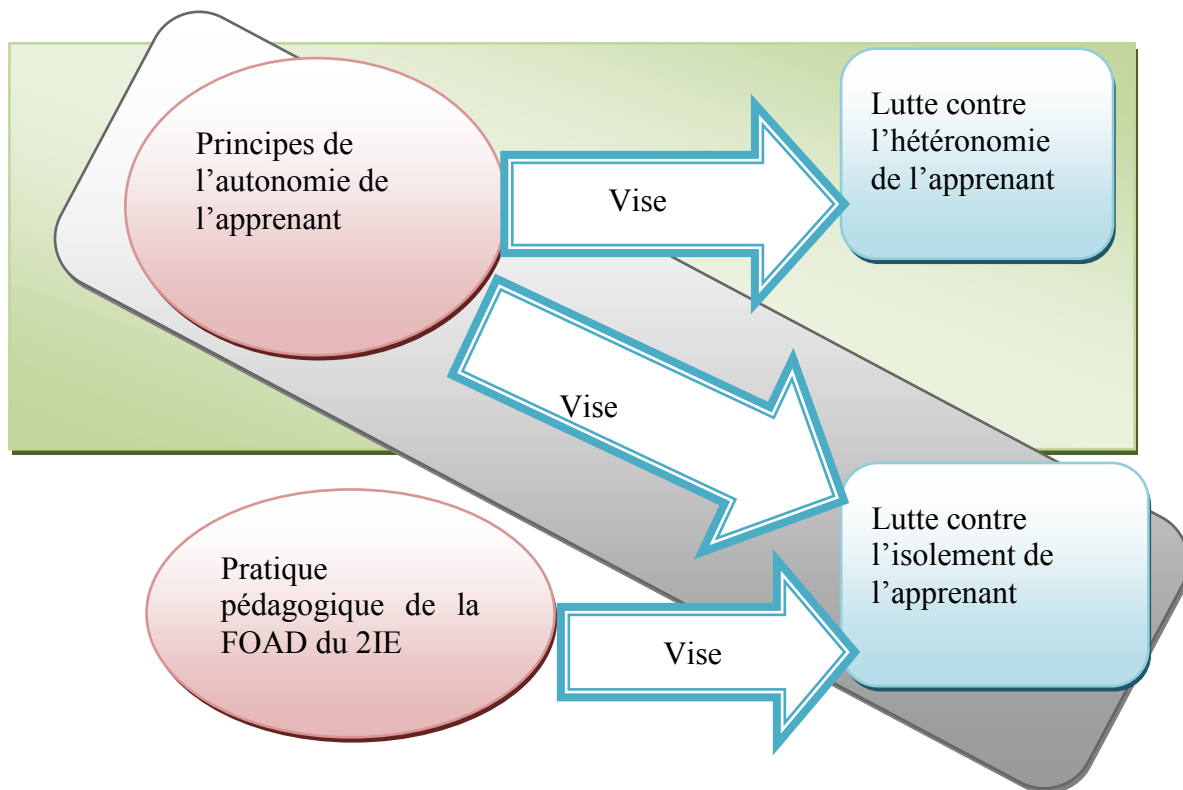 Principes de
l’autonomie de
l’apprenant
Vise
Lutte contre
l’hétéronomie
de l’apprenant
Vise
Pratique
pédagogique de la
FOAD du 2IE
Vise
Lutte contre
l’isolement de
l’apprenant